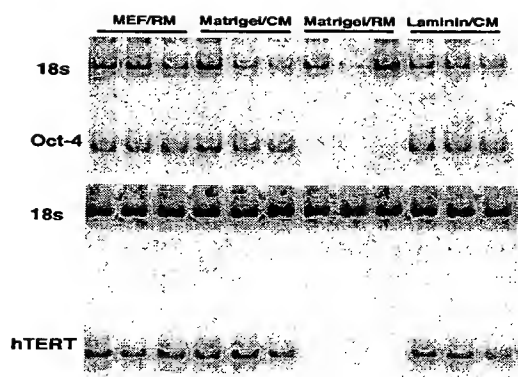 MEF/RM Matrigel/CM Matrigel/RM Laminin/CM
18s
Oct-4
18s
hTERT